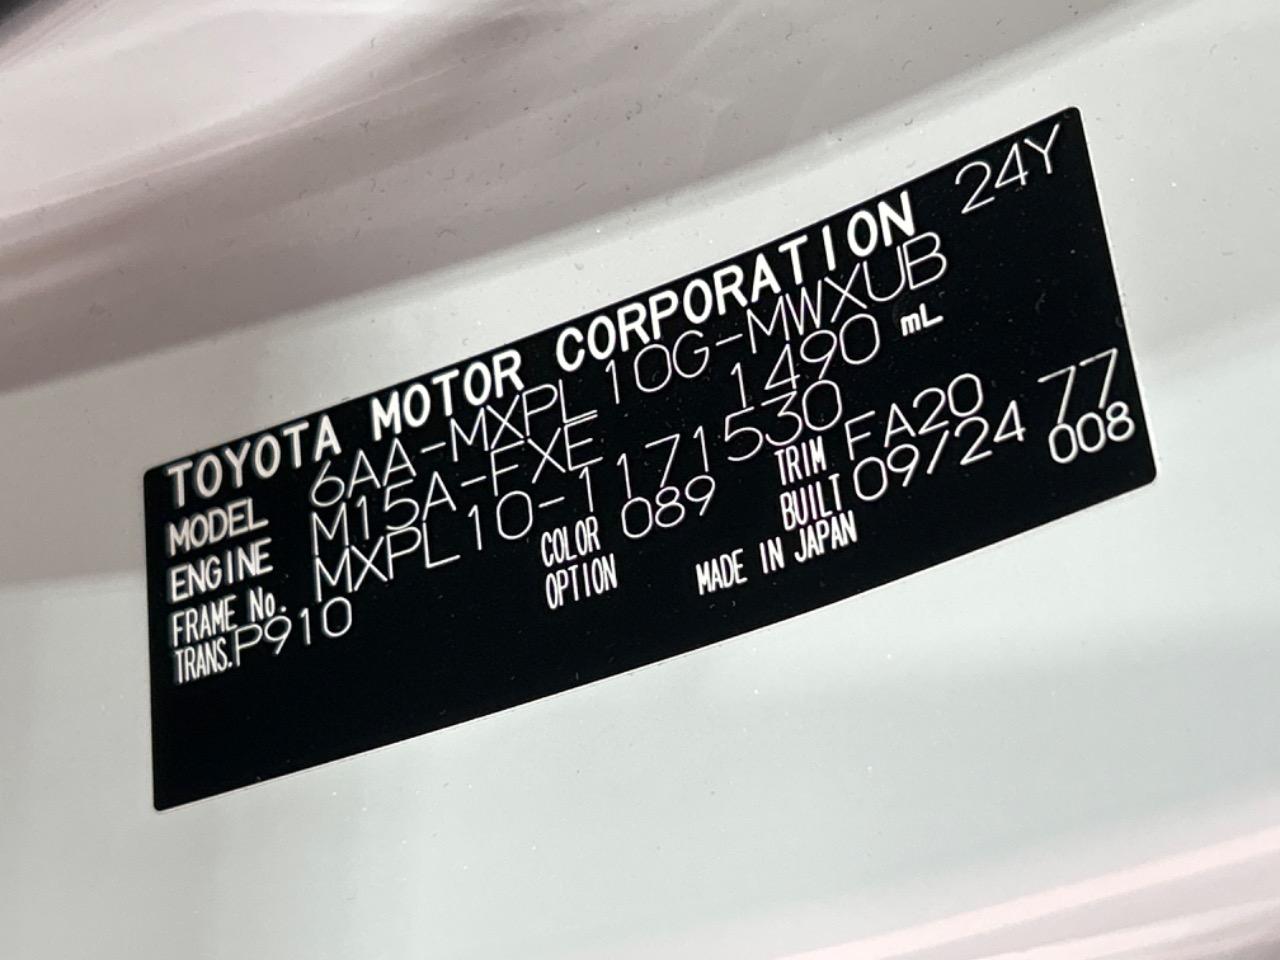 TOYOTA MOTOR CORPORATION 24Y
MODEL 6AA-MXPL10G-MWXUB
ENGINE M15A-FXE 1490 mL
FRAME No. MXPL10-1171530
TRANS. P910 COLOR 089 TRIM FA20 77
OPTION BUILT 09/24 008
MADE IN JAPAN